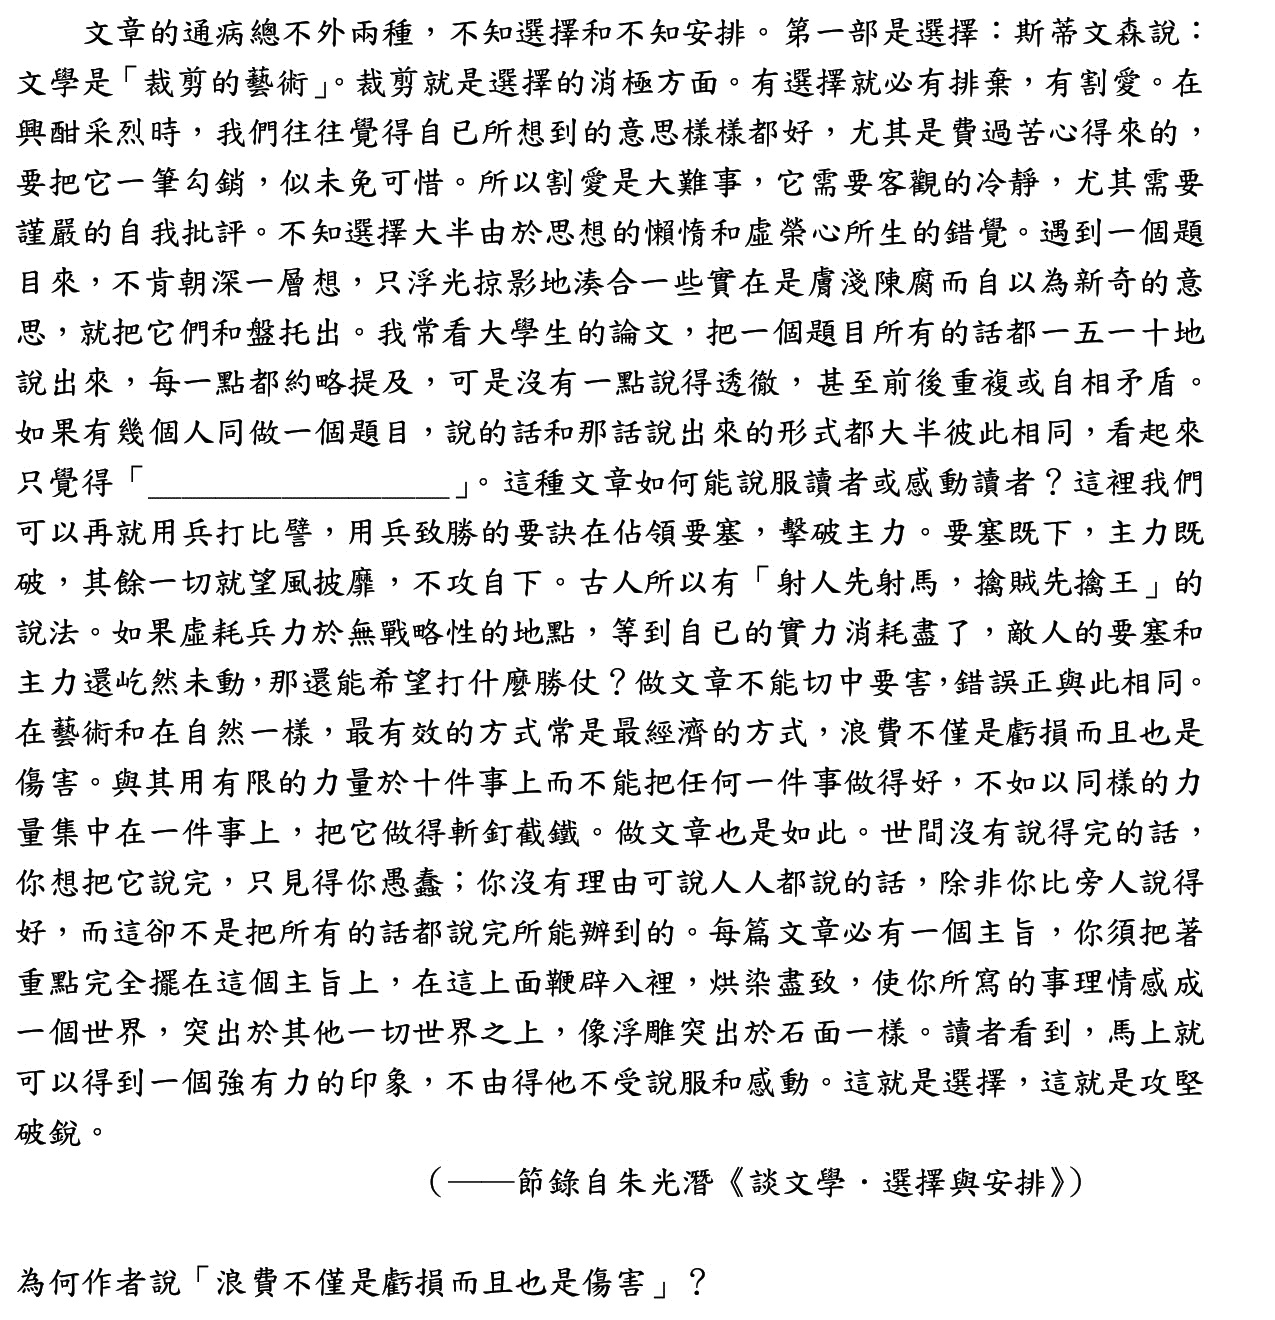 文章的通病總不外兩種，不知選擇和不知安排。第一部是選擇：斯蒂文森說：
文學是「裁剪的藝術」。裁剪就是選擇的消極方面。有選擇就必有排棄，有割愛。在
興酣采烈時，我們往往覺得自己所想到的意思樣樣都好，尤其是費過苦心得來的，
要把它一筆勾銷，似未免可惜。所以割愛是大難事，它需要客觀的冷靜，尤其需要
謹嚴的自我批評。不知選擇大半由於思想的懶惰和虛榮心所生的錯覺。遇到一個題
目來，不肯朝深一層想，只浮光掠影地湊合一些實在是膚淺陳腐而自以為新奇的意
思，就把它們和盤托出。我常看大學生的論文，把一個題目所有的話都一五一十地
說出來，每一點都約略提及，可是沒有一點說得透徹，甚至前後重複或自相矛盾。
如果有幾個人同做一個題目，說的話和那話說出來的形式都大半彼此相同，看起來
只覺得「__________________」。這種文章如何能說服讀者或感動讀者？這裡我們
可以再就用兵打比譬，用兵致勝的要訣在佔領要塞，擊破主力。要塞既下，主力既
破，其餘一切就望風披靡，不攻自下。古人所以有「射人先射馬，擒賊先擒王」的
說法。如果虛耗兵力於無戰略性的地點，等到自己的實力消耗盡了，敵人的要塞和
主力還屹然未動，那還能希望打什麼勝仗？做文章不能切中要害，錯誤正與此相同。
在藝術和在自然一樣，最有效的方式常是最經濟的方式，浪費不僅是虧損而且也是
傷害。與其用有限的力量於十件事上而不能把任何一件事做得好，不如以同樣的力
量集中在一件事上，把它做得斬釘截鐵。做文章也是如此。世間沒有說得完的話，
你想把它說完，只見得你愚蠢；你沒有理由可說人人都說的話，除非你比旁人說得
好，而這卻不是把所有的話都說完所能辦到的。每篇文章必有一個主旨，你須把著
重點完全擺在這個主旨上，在這上面鞭辟入裡，烘染盡致，使你所寫的事理情感成
一個世界，突出於其他一切世界之上，像浮雕突出於石面一樣。讀者看到，馬上就
可以得到一個強有力的印象，不由得他不受說服和感動。這就是選擇，這就是攻堅
破銳。
（——節錄自朱光潛《談文學．選擇與安排》）
為何作者說「浪費不僅是虧損而且也是傷害」？